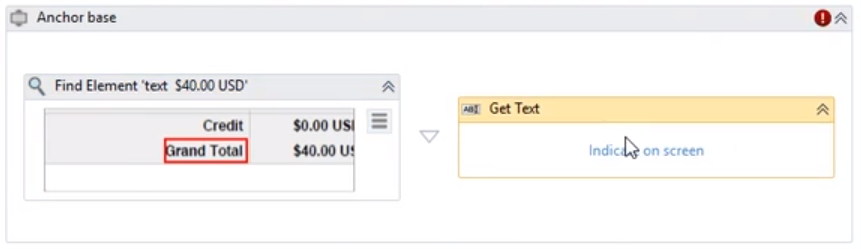 Anchor base
Find Element 'text $40.00 USD'
Credit $0.00 US
Grand Total $40.00 US
Get Text
Indicate on screen